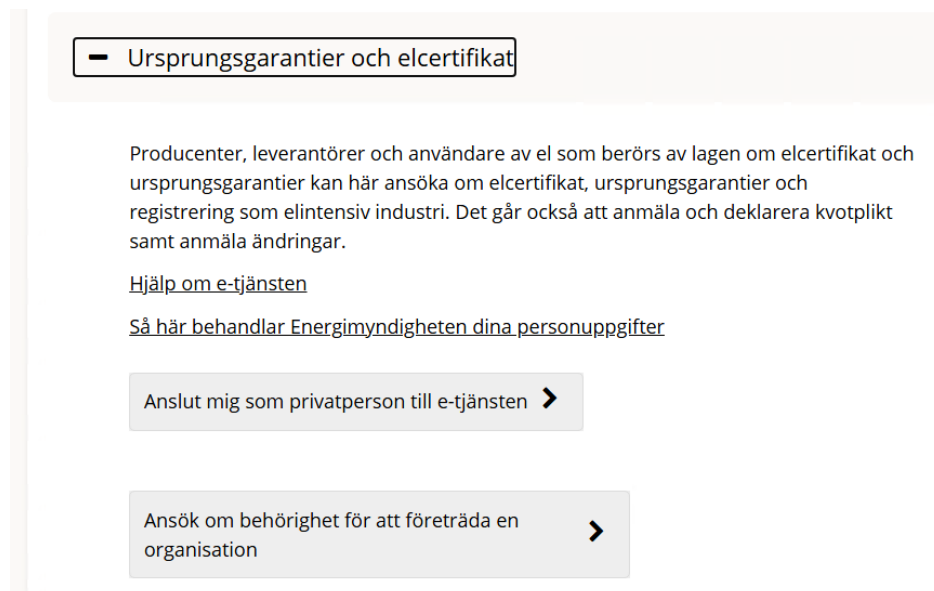 Ursprungsgarantier och elcertifikat
Producenter, leverantörer och användare av el som berörs av lagen om elcertifikat och
ursprungsgarantier kan här ansöka om elcertifikat, ursprungsgarantier och
registrering som elintensiv industri. Det går också att anmäla och deklarera kvotplikt
samt anmäla ändringar.
Hjälp om e-tjänsten
Så här behandlar Energimyndigheten dina personuppgifter
Anslut mig som privatperson till e-tjänsten
Ansök om behörighet för att företräda en
organisation